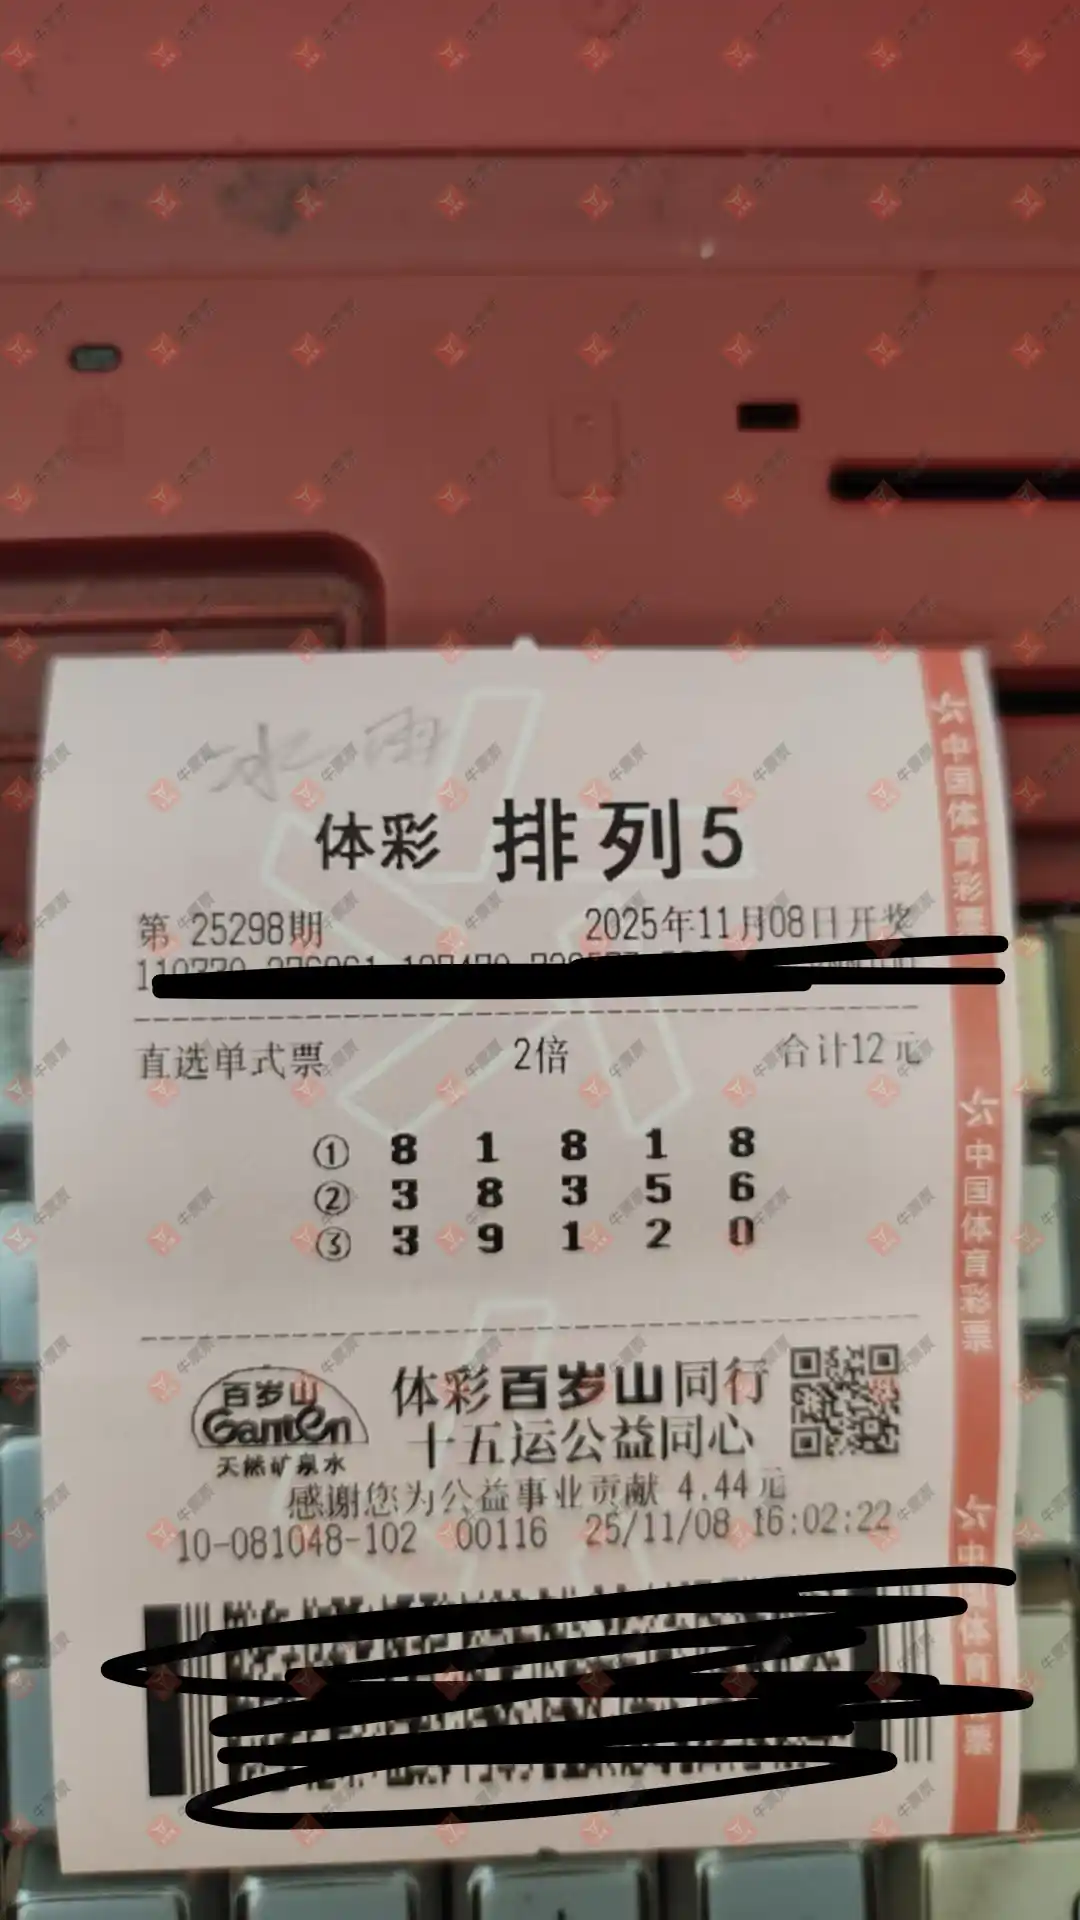 水 雨
体彩 排列5
第 25298期 2025年11月08日开奖
直选单式票 2倍 合计12元
① 8 1 8 1 8
② 3 8 3 5 6
③ 3 9 1 2 0
百岁山
Ganten
天然矿泉水
体彩百岁山同行
十五运公益同心
感谢您为公益事业贡献 4.44元
10-081048-102 00116 25/11/08 16:02:22
中国体育彩票
中国体育彩票
牛票票